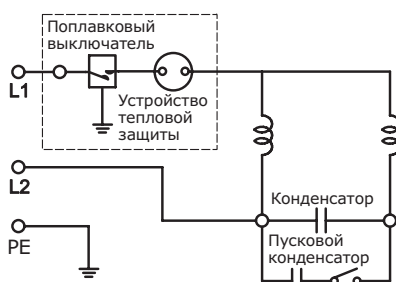 Поплавковый
выключатель
L1
Устройство
тепловой
защиты
L2
Конденсатор
PE
Пусковой
конденсатор